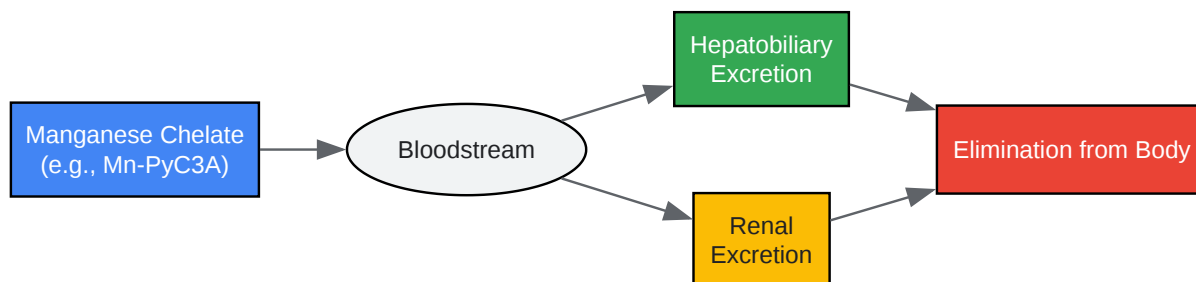 Manganese Chelate
(e.g., Mn-PyC3A)
Bloodstream
Hepatobiliary
Excretion
Renal
Excretion
Elimination from Body